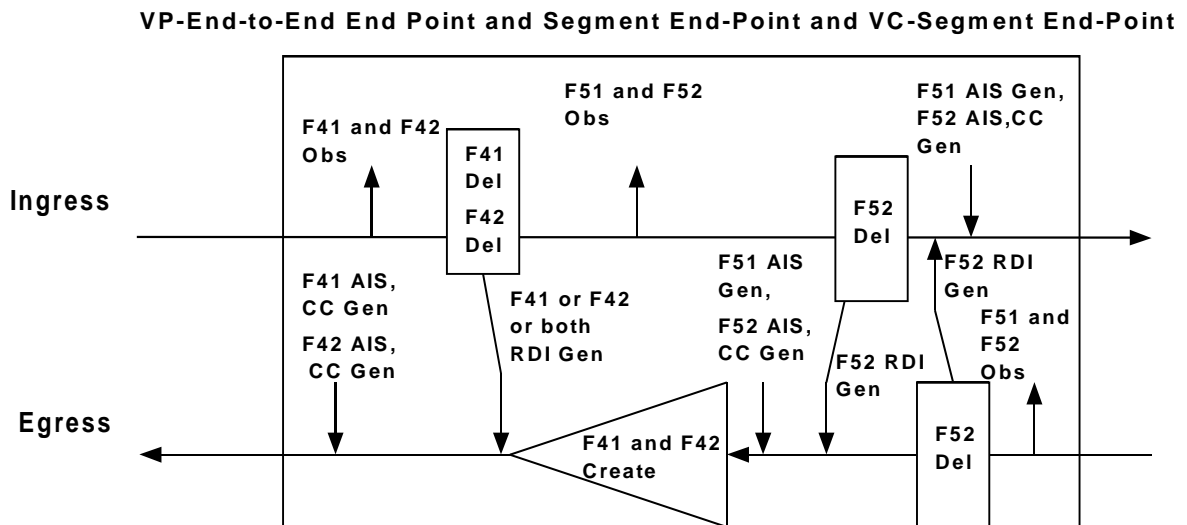 VP-End-to-End End Point and Segment End-Point and VC-Segment End-Point
F41 and F42
Obs
F41
Del
F42
Del
F51 and F52
Obs
F51 AIS Gen,
F52 AIS,CC
Gen
Ingress
F52
Del
F41 AIS,
CC Gen
F42 AIS,
CC Gen
F41 or F42
or both
RDI Gen
F51 AIS
Gen,
F52 AIS,
CC Gen
F52 RDI
Gen
F52 RDI
Gen
F51 and
F52
Obs
Egress
F41 and F42
Create
F52
Del